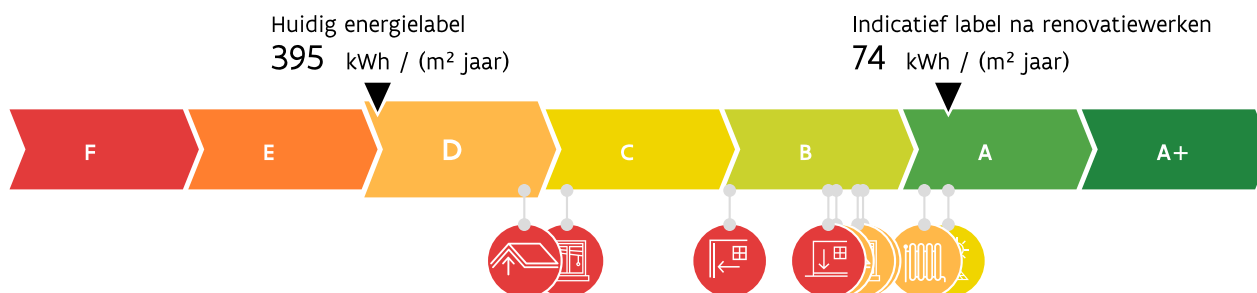 Huidig energielabel
395 kWh / (m² jaar)
Indicatief label na renovatiewerken
74 kWh / (m² jaar)
F E D C B A A+